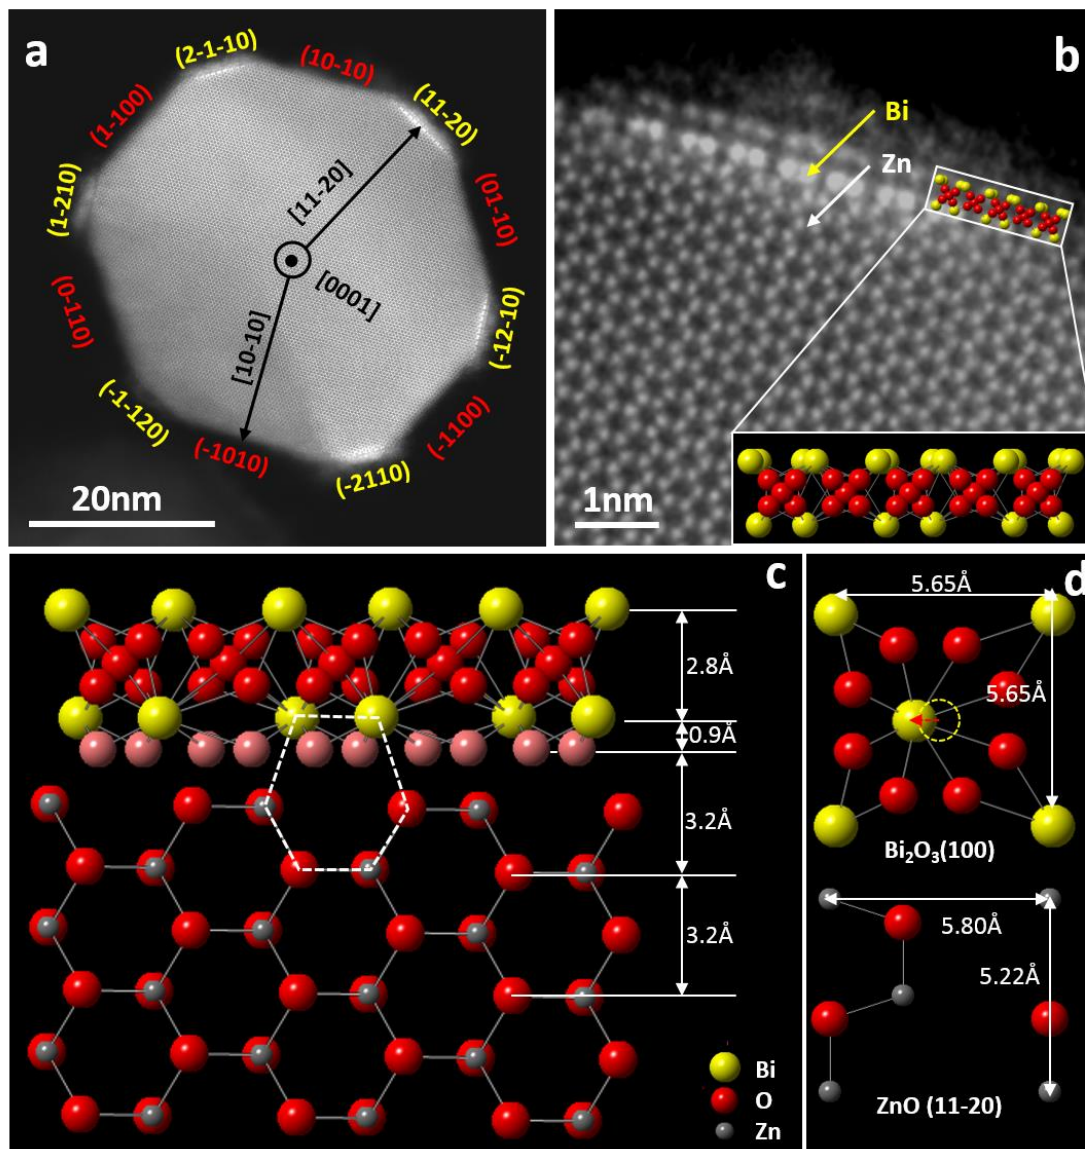 a
(2-1-10)
(10-10)
(11-20)
(1-100)
(1-210)
[11-20]
(01-10)
[0001]
(0-110)
[10-10]
(-12-10)
(-1-120)
(-1010)
(-1100)
(-2110)
20nm
b
Bi
Zn
1nm
c
2.8Å
0.9Å
3.2Å
3.2Å
Bi
O
Zn
d
5.65Å
5.65Å
Bi₂O₃(100)
5.80Å
5.22Å
ZnO (11-20)